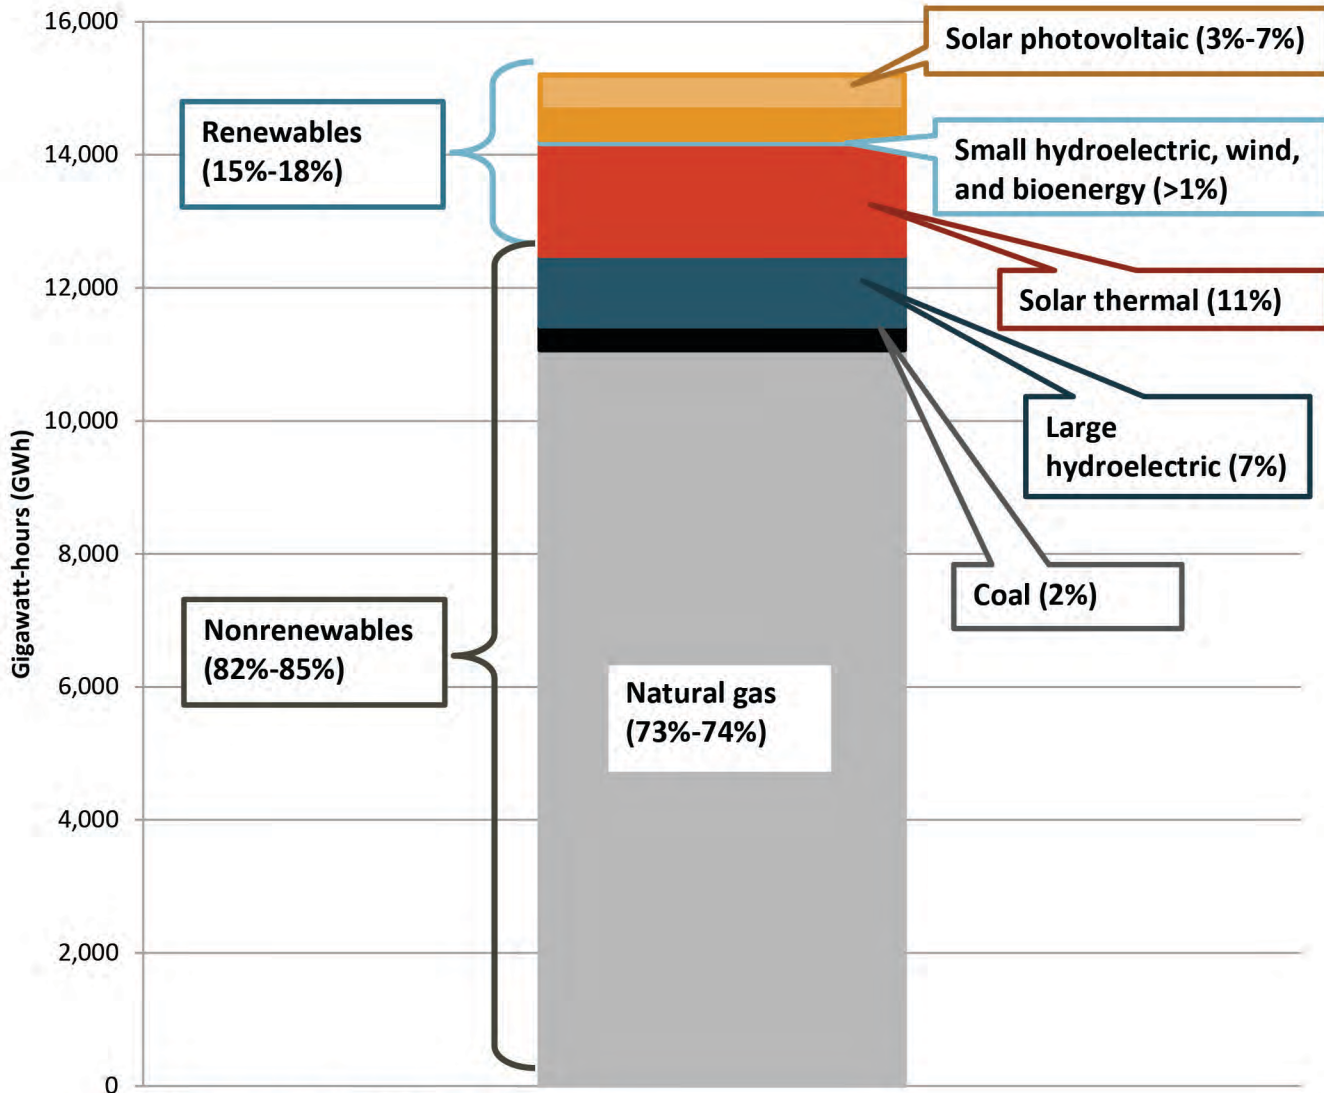 16,000
14,000
12,000
10,000
8,000
6,000
4,000
2,000
0
Gigawatt-hours (GWh)
Renewables
(15%-18%)
Nonrenewables
(82%-85%)
Natural gas
(73%-74%)
Solar photovoltaic (3%-7%)
Small hydroelectric, wind,
and bioenergy (>1%)
Solar thermal (11%)
Large
hydroelectric (7%)
Coal (2%)